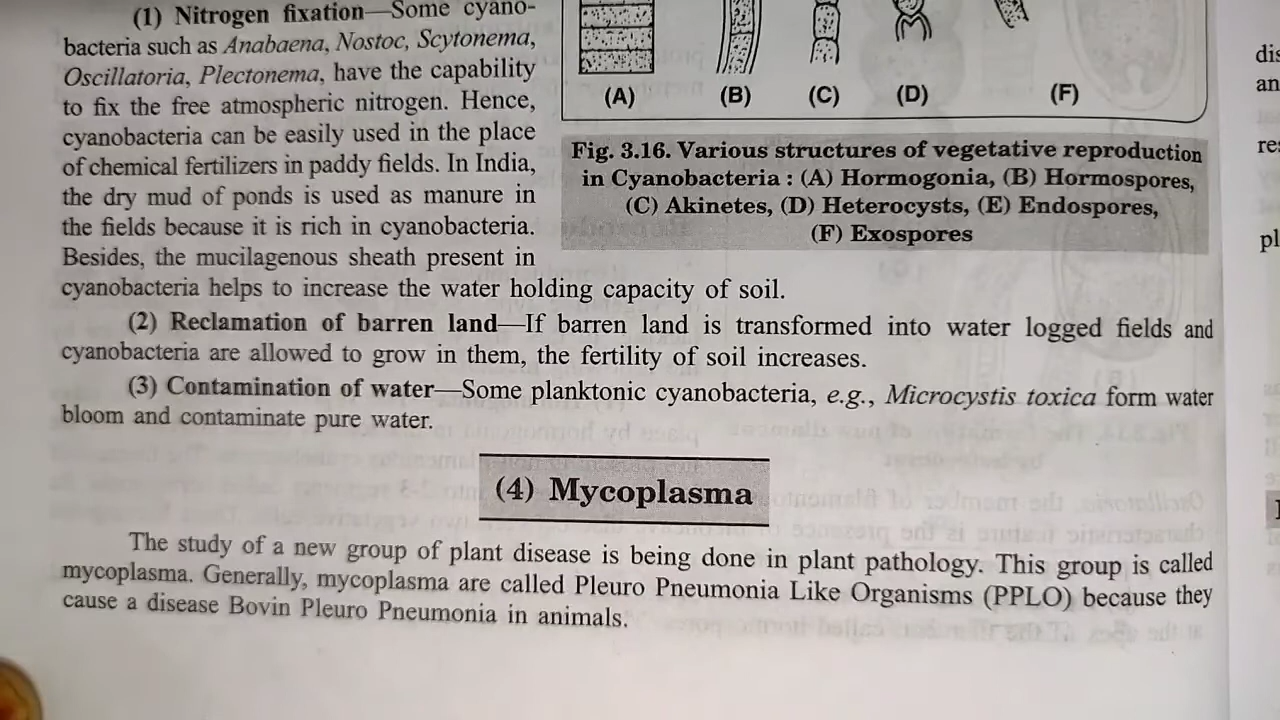 (1) Nitrogen fixation—Some cyano-
bacteria such as Anabaena, Nostoc, Scytonema,
Oscillatoria, Plectonema, have the capability
to fix the free atmospheric nitrogen. Hence,
cyanobacteria can be easily used in the place
of chemical fertilizers in paddy fields. In India,
the dry mud of ponds is used as manure in
the fields because it is rich in cyanobacteria.
Besides, the mucilagenous sheath present in
cyanobacteria helps to increase the water holding capacity of soil.
(A) (B) (C) (D) (F)
Fig. 3.16. Various structures of vegetative reproduction
in Cyanobacteria : (A) Hormogonia, (B) Hormospores,
(C) Akinetes, (D) Heterocysts, (E) Endospores,
(F) Exospores
(2) Reclamation of barren land—If barren land is transformed into water logged fields and
cyanobacteria are allowed to grow in them, the fertility of soil increases.
(3) Contamination of water—Some planktonic cyanobacteria, e.g., Microcystis toxica form water
bloom and contaminate pure water.
(4) Mycoplasma
The study of a new group of plant disease is being done in plant pathology. This group is called
mycoplasma. Generally, mycoplasma are called Pleuro Pneumonia Like Organisms (PPLO) because they
cause a disease Bovin Pleuro Pneumonia in animals.